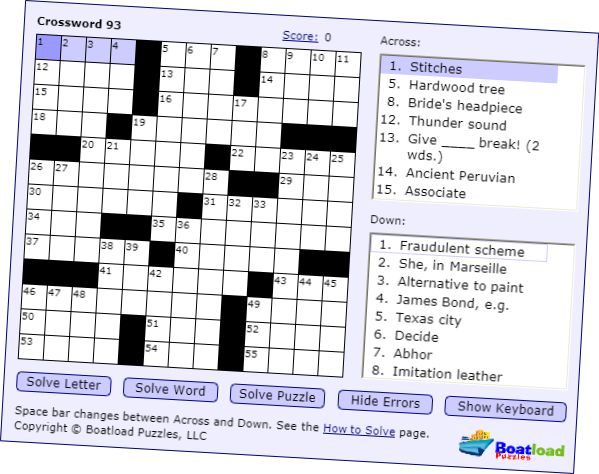 Crossword 93
Score: 0
1 2 3 4 5 6 7 8 9 10 11
12 13 14
15 16 17
18 19
20 21 22 23 24 25
26 27 28 29
30 31 32 33
34 35 36
37 38 39 40
41 42 43 44 45
46 47 48 49
50 51 52
53 54 55
Across:
1. Stitches
5. Hardwood tree
8. Bride's headpiece
12. Thunder sound
13. Give ____ break! (2
wds.)
14. Ancient Peruvian
15. Associate
Down:
1. Fraudulent scheme
2. She, in Marseille
3. Alternative to paint
4. James Bond, e.g.
5. Texas city
6. Decide
7. Abhor
8. Imitation leather
Solve Letter Solve Word Solve Puzzle Hide Errors Show Keyboard
Space bar changes between Across and Down. See the How to Solve page.
Copyright © Boatload Puzzles, LLC
Boatload
Puzzles